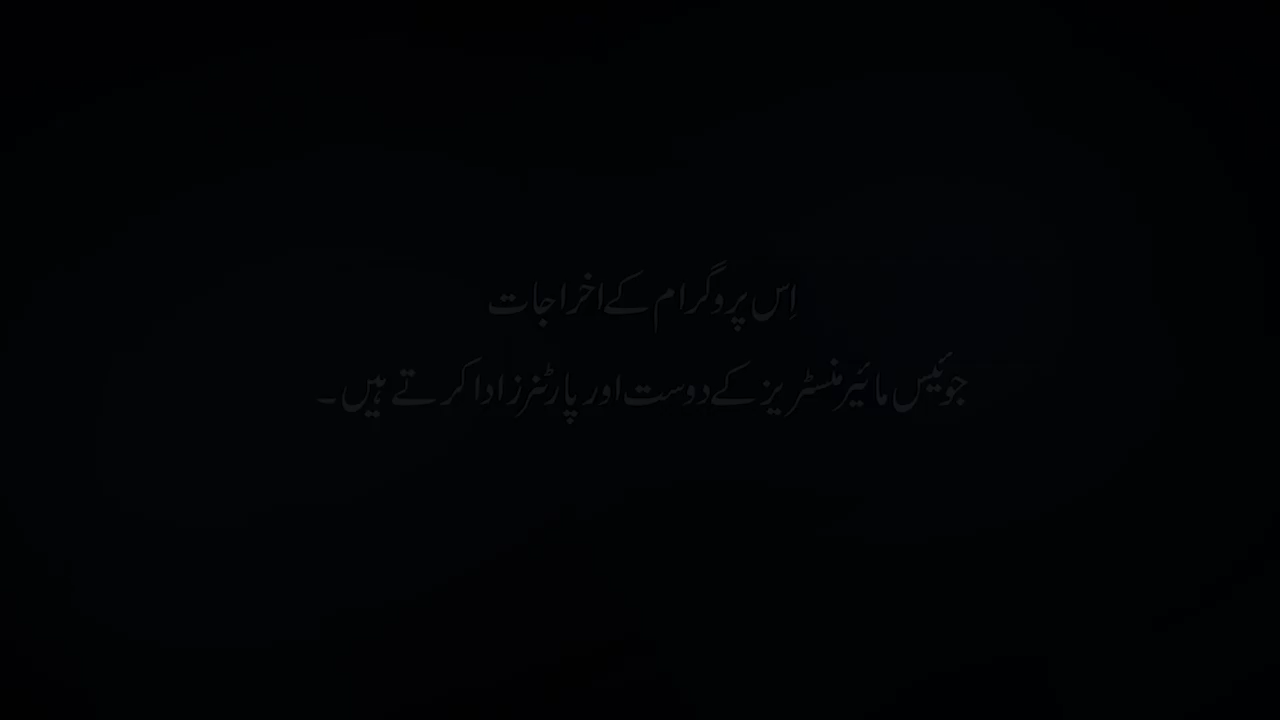 اِس پروگرام کے اخراجات
جوئیس مائیر منسٹریز کے دوست اور پارٹنرز ادا کرتے ہیں۔